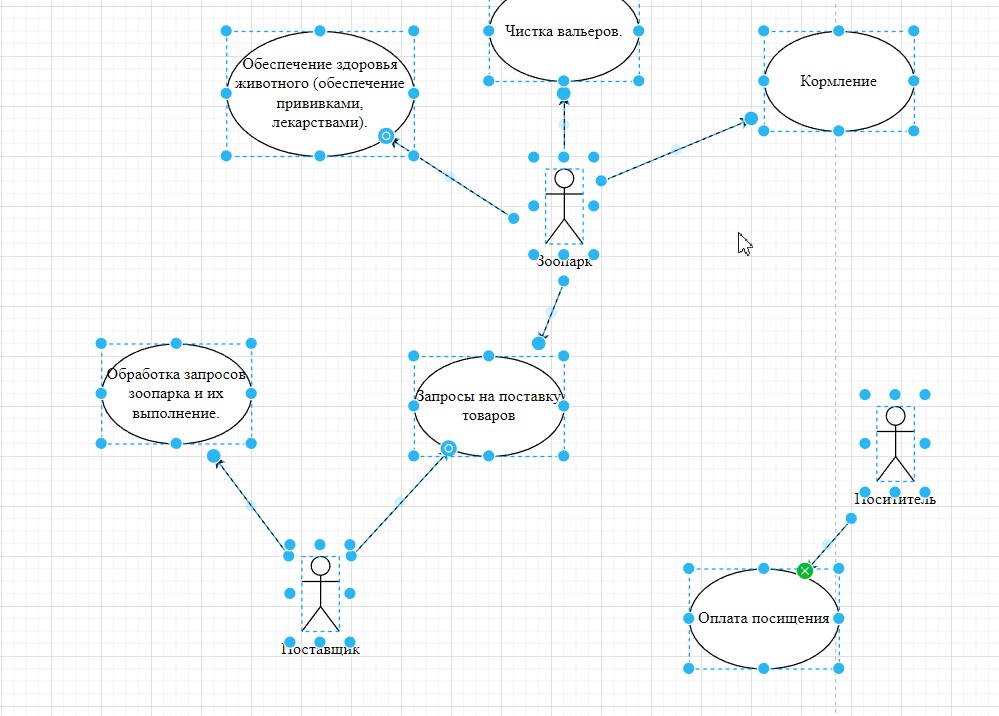 Чистка вальеров.
Обеспечение здоровья
животного (обеспечение
прививками,
лекарствами).
Кормление
Зоопарк
Обработка запросов
зоопарка и их
выполнение.
Запросы на поставку
товаров
Поситител​ь
Оплата посищения
Поставщик